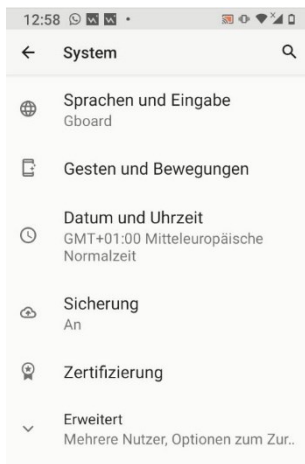 12:58
System
Sprachen und Eingabe
Gboard
Gesten und Bewegungen
Datum und Uhrzeit
GMT+01:00 Mitteleuropäische
Normalzeit
Sicherung
An
Zertifizierung
Erweitert
Mehrere Nutzer, Optionen zum Zur..